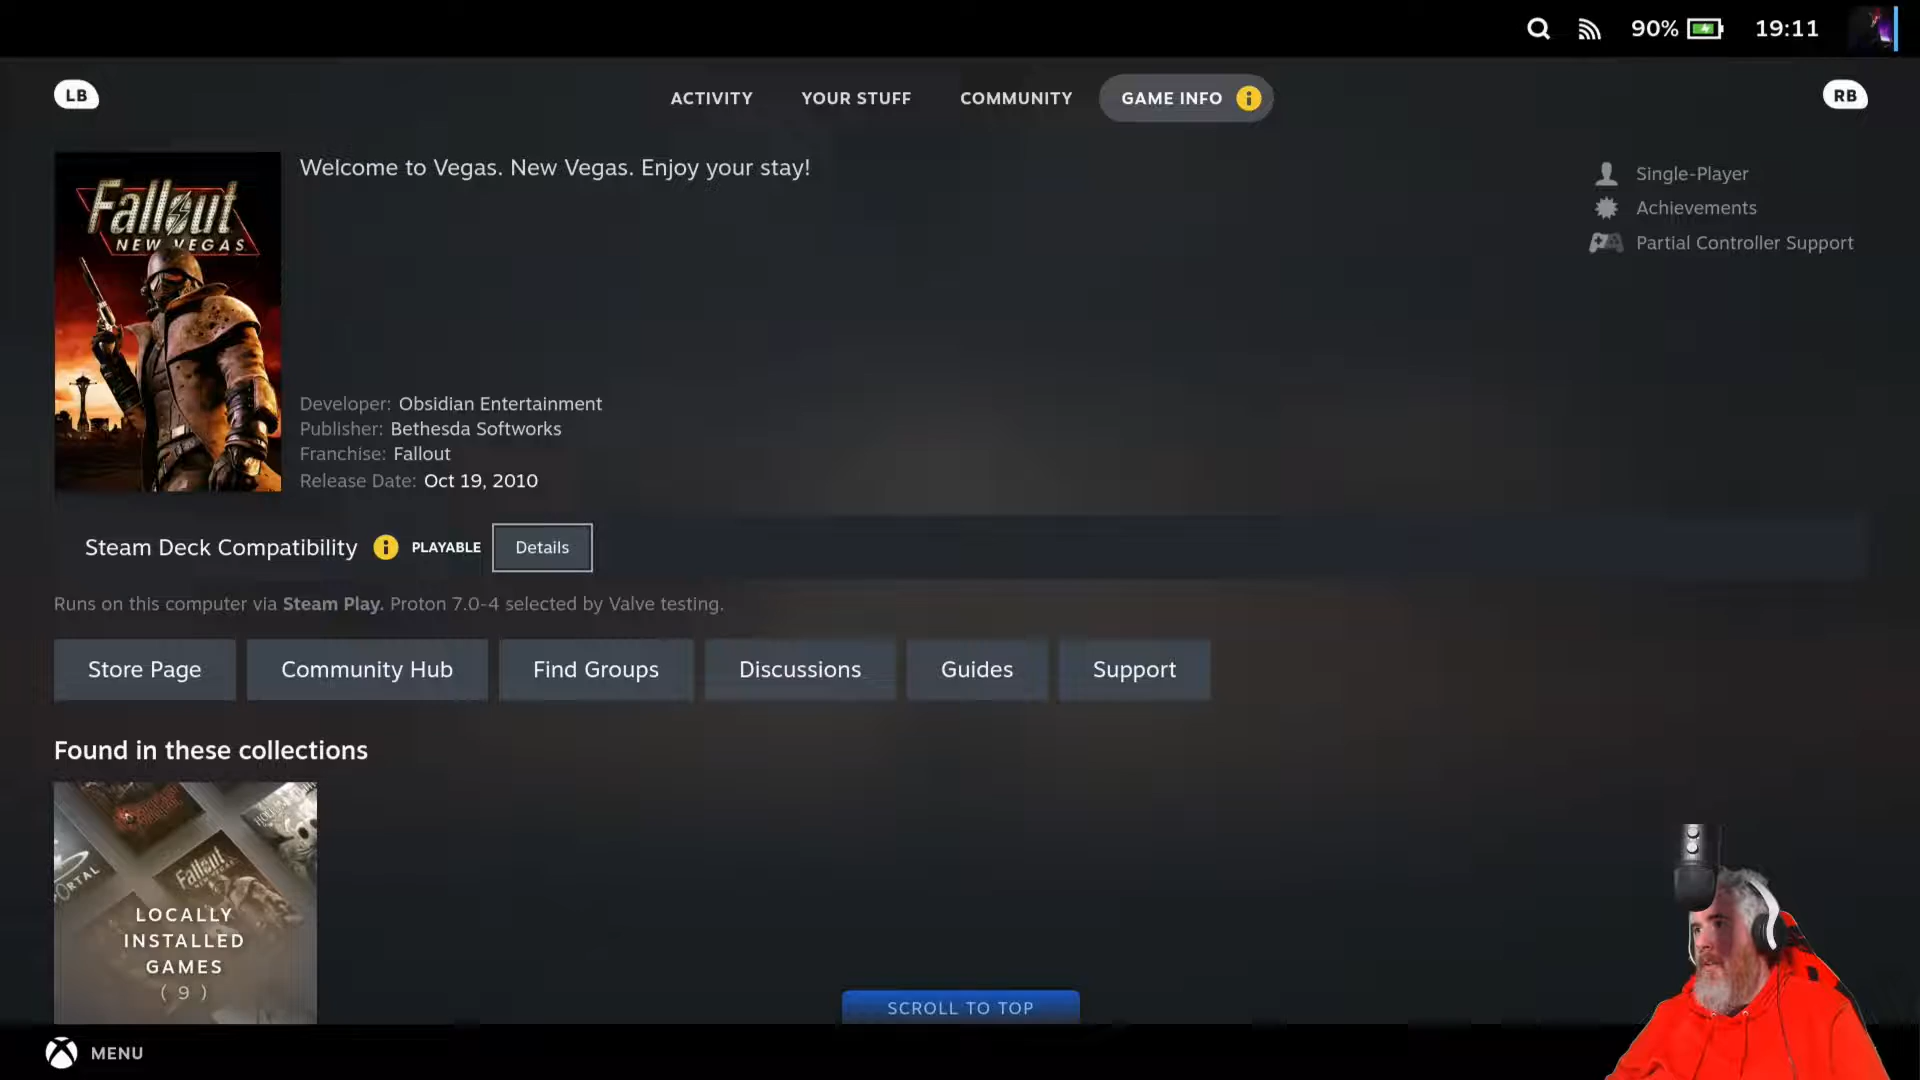 90% 19:11
LB ACTIVITY YOUR STUFF COMMUNITY GAME INFO RB
Fallout
NEW VEGAS
Welcome to Vegas. New Vegas. Enjoy your stay!
Single-Player
Achievements
Partial Controller Support
Developer: Obsidian Entertainment
Publisher: Bethesda Softworks
Franchise: Fallout
Release Date: Oct 19, 2010
Steam Deck Compatibility PLAYABLE Details
Runs on this computer via Steam Play. Proton 7.0-4 selected by Valve testing.
Store Page Community Hub Find Groups Discussions Guides Support
Found in these collections
PORTAL
Fallout
LOCALLY
INSTALLED
GAMES
( 9 )
SCROLL TO TOP
MENU